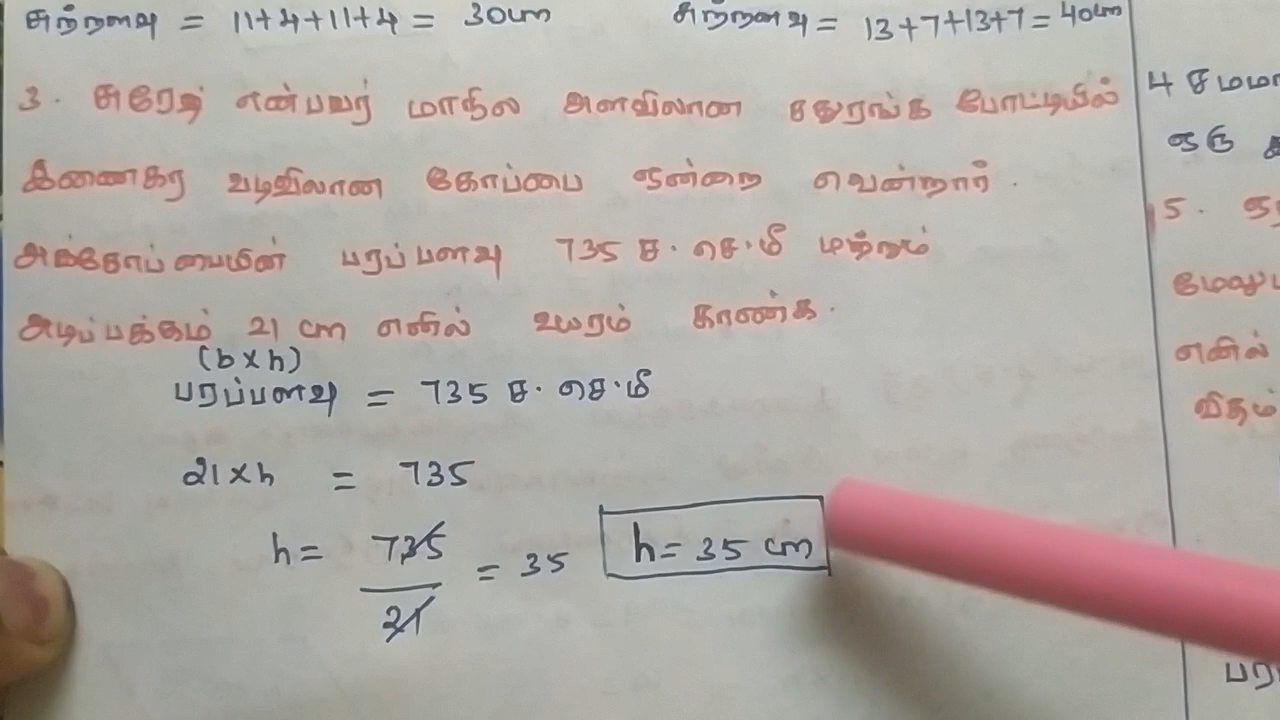 சுற்றளவு = 11+4+11+4 = 30cm சுற்றளவு = 13+7+13+7 = 40cm
3. சுரேஷ் என்பவர் மாநில அளவிலான சதுரங்க போட்டியில்
இணைகர வடிவிலான கோப்பை ஒன்றை வென்றார்.
அக்கோப்பையின் பரப்பளவு 735 ச. செ.மீ மற்றும்
அடிப்பக்கம் 21 cm எனில் உயரம் காண்க.
(b x h)
பரப்பளவு = 735 ச. செ.மீ
21 x h = 735
h = 735/21 = 35 h = 35 cm
4
ஒரு
5.
எனில்